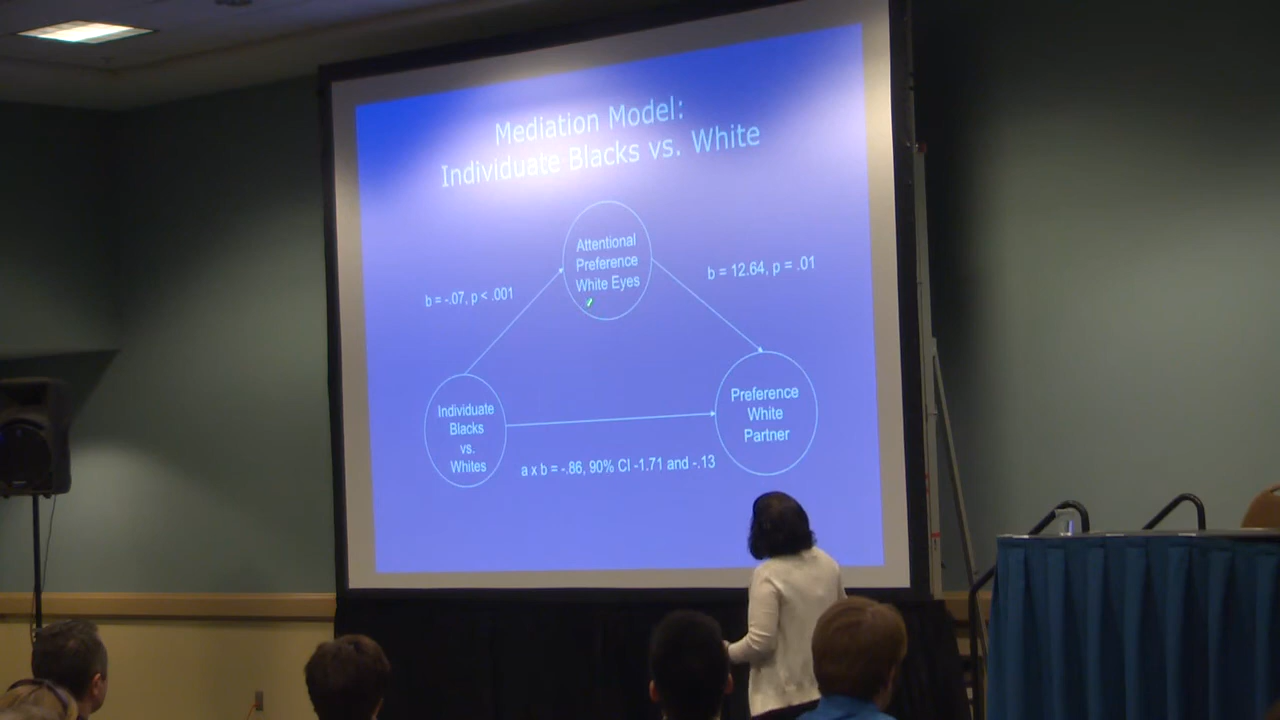 Mediation Model:
Individuate Blacks vs. White
Attentional
Preference
White Eyes
b = -.07, p < .001
b = 12.64, p = .01
Individuate
Blacks
vs.
Whites
Preference
White
Partner
a x b = -.86, 90% CI -1.71 and -.13